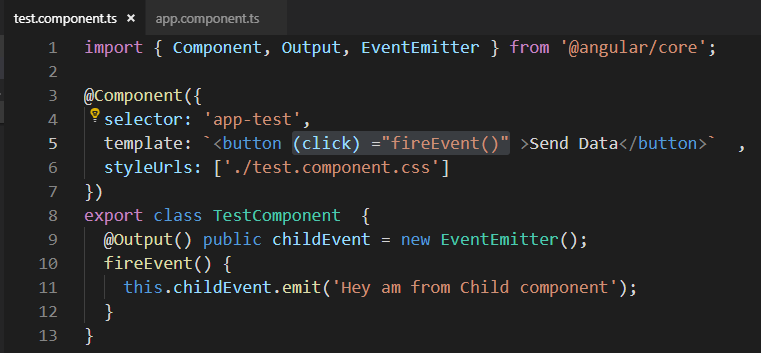 test.component.ts × app.component.ts
1 import { Component, Output, EventEmitter } from '@angular/core';
2
3 @Component({
4   selector: 'app-test',
5   template: `<button (click) ="fireEvent()" >Send Data</button>`  ,
6   styleUrls: ['./test.component.css']
7 })
8 export class TestComponent  {
9   @Output() public childEvent = new EventEmitter();
10   fireEvent() {
11     this.childEvent.emit('Hey am from Child component');
12   }
13 }